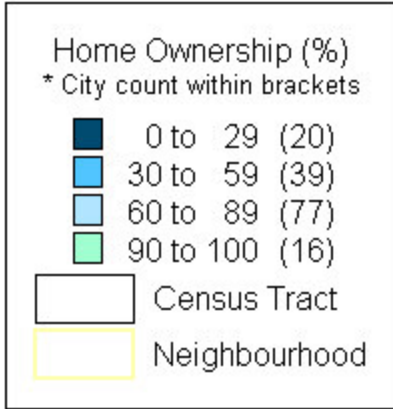 Home Ownership (%)
* City count within brackets
0 to 29 (20)
30 to 59 (39)
60 to 89 (77)
90 to 100 (16)
Census Tract
Neighbourhood